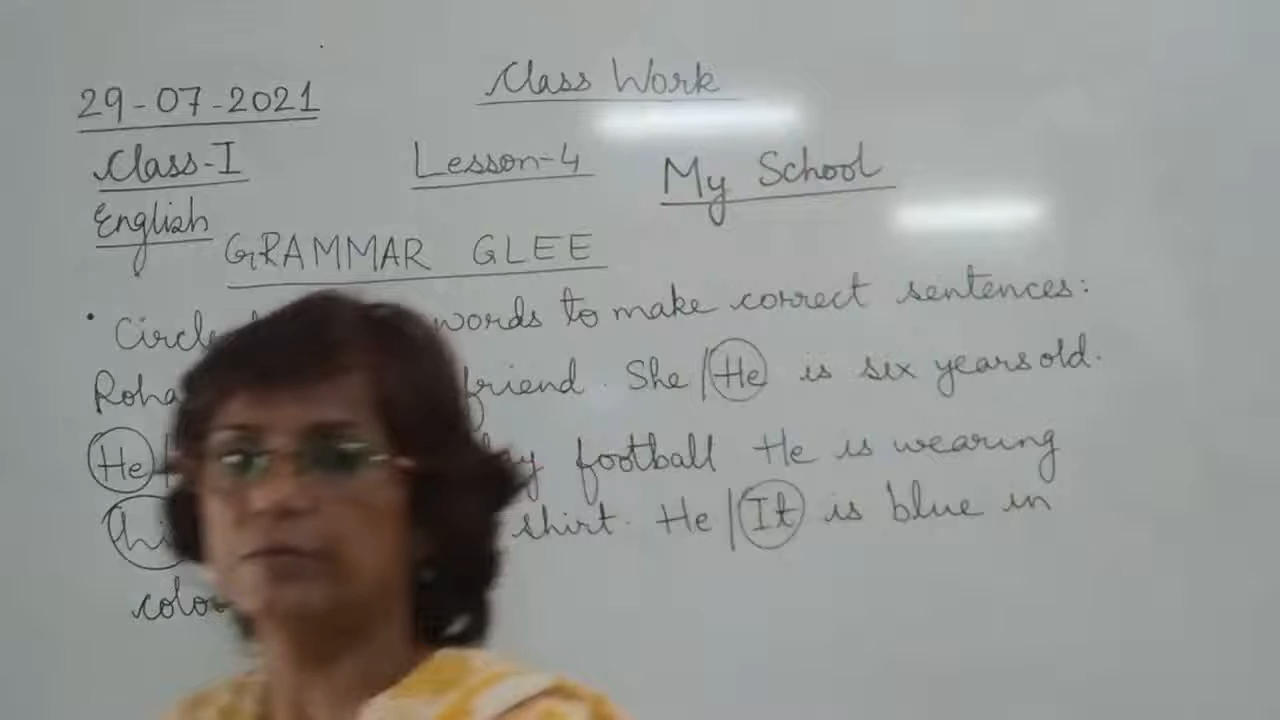 Class Work
29-07-2021
Class-I Lesson-4 My School
English
GRAMMAR GLEE
Circle words to make correct sentences:
friend. She/He is six years old.
He football He is wearing
shirt. He/It is blue in